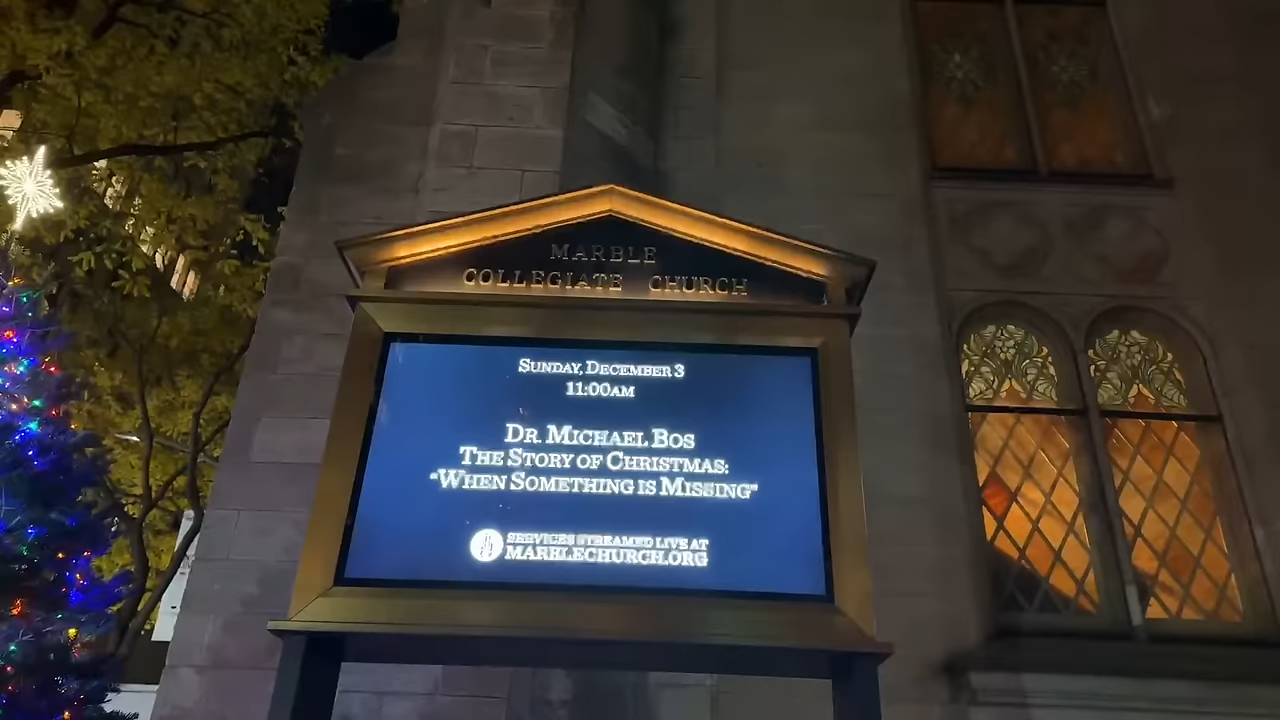 MARBLE
COLLEGIATE CHURCH
SUNDAY, DECEMBER 3
11:00AM
DR. MICHAEL BOS
THE STORY OF CHRISTMAS:
"WHEN SOMETHING IS MISSING"
SERVICES STREAMED LIVE AT
MARBLECHURCH.ORG